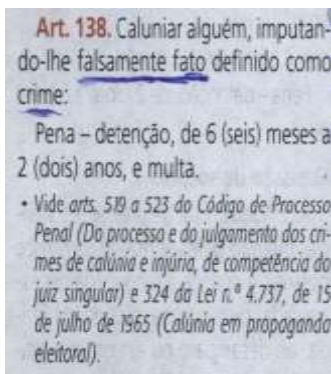 Art. 138. Caluniar alguém, imputan-
do-lhe falsamente fato definido como
crime:
Pena – detenção, de 6 (seis) meses a
2 (dois) anos, e multa.
• Vide arts. 519 a 523 do Código de Processo
Penal (Do processo e do julgamento dos cri-
mes de calúnia e injúria, de competência do
juiz singular) e 324 da Lei n.º 4.737, de 15
de julho de 1965 (Calúnia em propaganda
eleitoral).